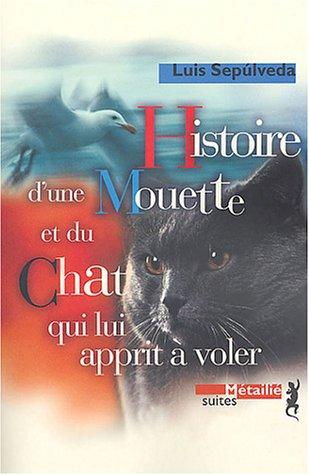 Luis Sepúlveda
Histoire
d'une Mouette
et du
Chat
qui lui
apprit a voler
Métailié
suites